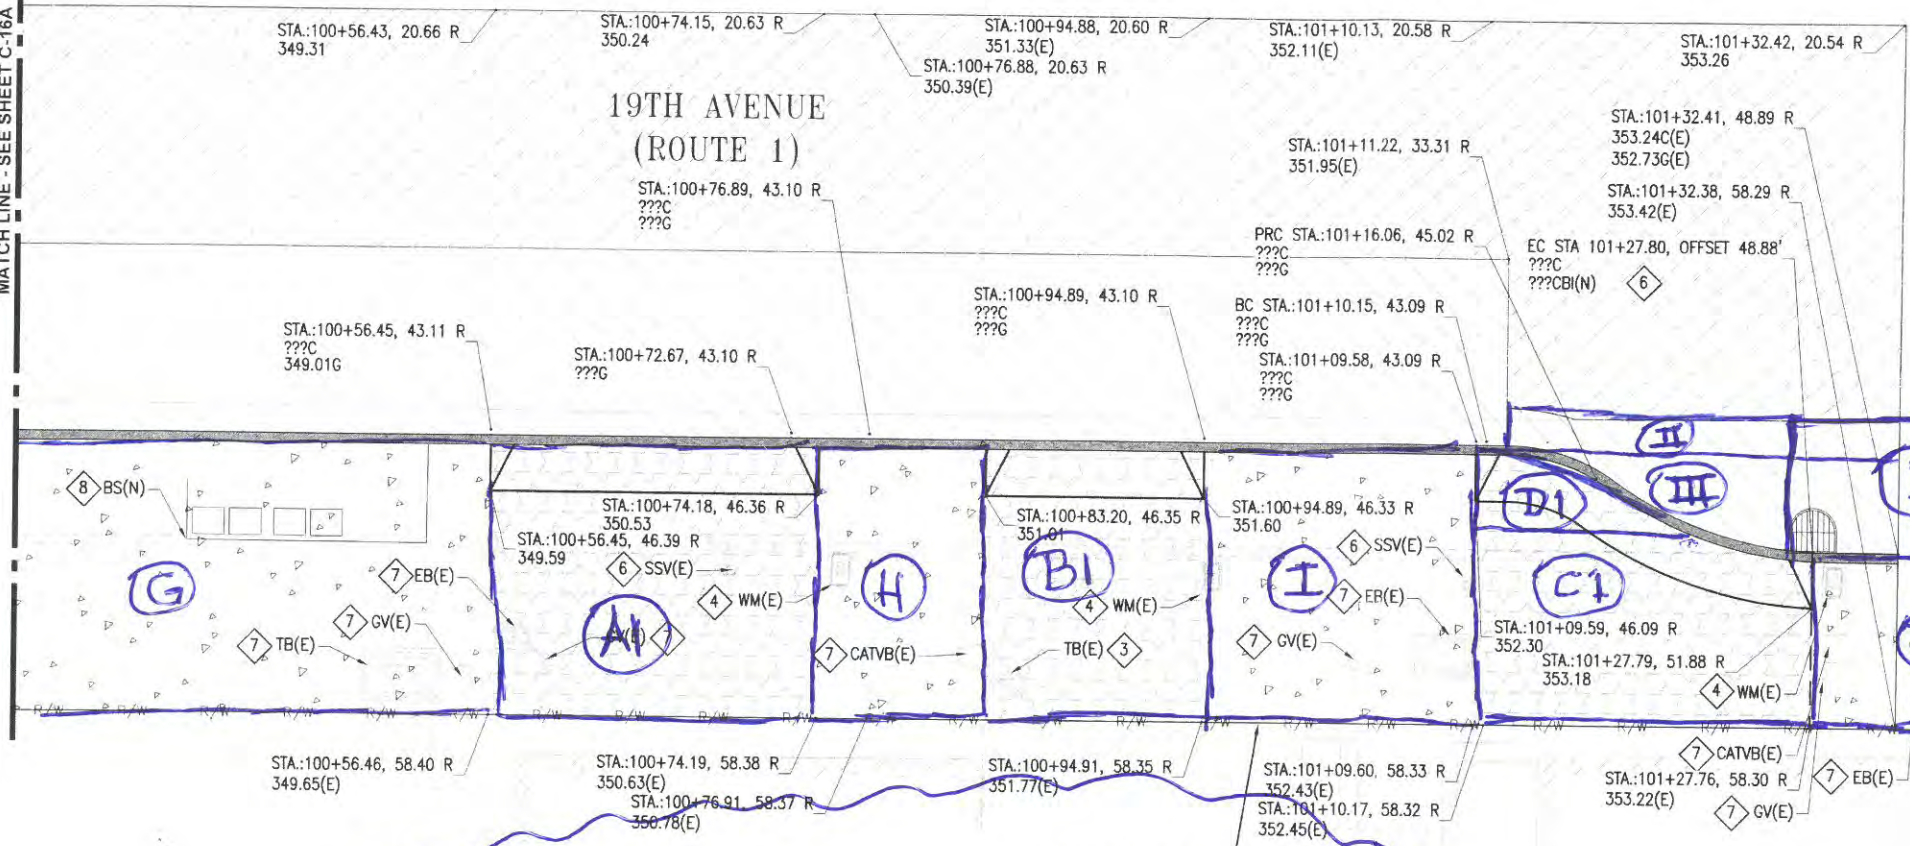 MATCH LINE - SEE SHEET C-16A
STA.:100+56.43, 20.66 R
349.31
STA.:100+74.15, 20.63 R
350.24
STA.:100+94.88, 20.60 R
351.33(E)
STA.:100+76.88, 20.63 R
350.39(E)
STA.:101+10.13, 20.58 R
352.11(E)
STA.:101+32.42, 20.54 R
353.26
19TH AVENUE
(ROUTE 1)
STA.:100+76.89, 43.10 R
???C
???G
STA.:101+11.22, 33.31 R
351.95(E)
STA.:101+32.41, 48.89 R
353.24C(E)
352.73G(E)
STA.:101+32.38, 58.29 R
353.42(E)
PRC STA.:101+16.06, 45.02 R
???C
???G
EC STA 101+27.80, OFFSET 48.88'
???C
???CBI(N) 6
STA.:100+56.45, 43.11 R
???C
349.01G
STA.:100+72.67, 43.10 R
???G
STA.:100+94.89, 43.10 R
???C
???G
BC STA.:101+10.15, 43.09 R
???C
???G
STA.:101+09.58, 43.09 R
???C
???G
II
III
D1
8 BS(N)
STA.:100+74.18, 46.36 R
350.53
STA.:100+56.45, 46.39 R
349.59
STA.:100+83.20, 46.35 R
351.01
STA.:100+94.89, 46.33 R
351.60
G
7 EB(E)
6 SSV(E)
4 WM(E)
H
B1
4 WM(E)
I
6 SSV(E)
7 EB(E)
C1
7 GV(E)
7 TB(E)
A1
7
7 CATVB(E)
TB(E) 3
7 GV(E)
STA.:101+09.59, 46.09 R
352.30
STA.:101+27.79, 51.88 R
353.18
4 WM(E)
R/W R/W R/W R/W R/W R/W R/W R/W R/W R/W R/W R/W R/W R/W R/W R/W R/W R/W R/W R/W R/W R/W
STA.:100+56.46, 58.40 R
349.65(E)
STA.:100+74.19, 58.38 R
350.63(E)
STA.:100+76.91, 58.37 R
350.78(E)
STA.:100+94.91, 58.35 R
351.77(E)
STA.:101+09.60, 58.33 R
352.43(E)
STA.:101+10.17, 58.32 R
352.45(E)
7 CATVB(E)
STA.:101+27.76, 58.30 R
353.22(E)
7 GV(E)
7 EB(E)